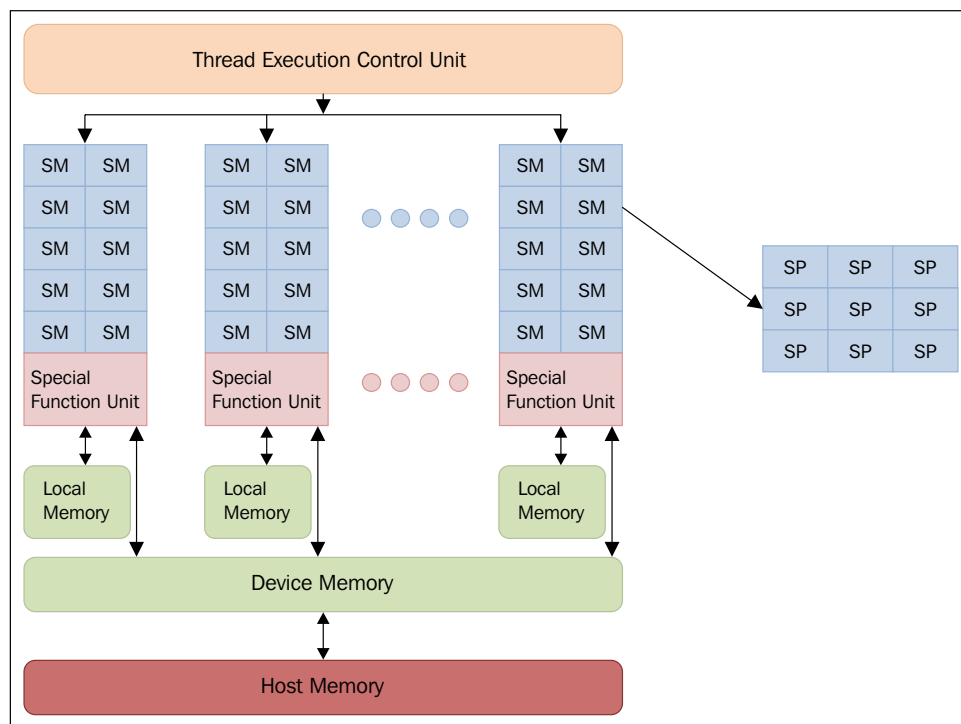 Thread Execution Control Unit
SM SM SM SM SM SM
SM SM SM SM SM SM
SM SM SM SM SM SM
SM SM SM SM SM SM
SM SM SM SM SM SM
SP SP SP
SP SP SP
SP SP SP
Special
Function Unit
Special
Function Unit
Special
Function Unit
Local
Memory
Local
Memory
Local
Memory
Device Memory
Host Memory